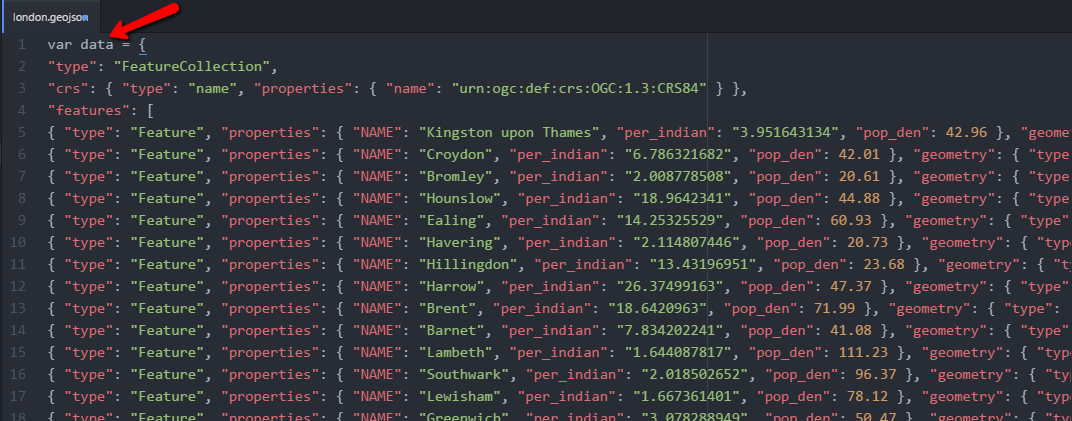 london.geojson
1 var data = {
2 "type": "FeatureCollection",
3 "crs": { "type": "name", "properties": { "name": "urn:ogc:def:crs:OGC:1.3:CRS84" } },
4 "features": [
5 { "type": "Feature", "properties": { "NAME": "Kingston upon Thames", "per_indian": "3.951643134", "pop_den": 42.96 }, "geome
6 { "type": "Feature", "properties": { "NAME": "Croydon", "per_indian": "6.786321682", "pop_den": 42.01 }, "geometry": { "type
7 { "type": "Feature", "properties": { "NAME": "Bromley", "per_indian": "2.008778508", "pop_den": 20.61 }, "geometry": { "type
8 { "type": "Feature", "properties": { "NAME": "Hounslow", "per_indian": "18.9642341", "pop_den": 44.88 }, "geometry": { "type
9 { "type": "Feature", "properties": { "NAME": "Ealing", "per_indian": "14.25325529", "pop_den": 60.93 }, "geometry": { "type"
10 { "type": "Feature", "properties": { "NAME": "Havering", "per_indian": "2.114807446", "pop_den": 20.73 }, "geometry": { "typ
11 { "type": "Feature", "properties": { "NAME": "Hillingdon", "per_indian": "13.43196951", "pop_den": 23.68 }, "geometry": { "t
12 { "type": "Feature", "properties": { "NAME": "Harrow", "per_indian": "26.37499163", "pop_den": 47.37 }, "geometry": { "type"
13 { "type": "Feature", "properties": { "NAME": "Brent", "per_indian": "18.6420963", "pop_den": 71.99 }, "geometry": { "type":
14 { "type": "Feature", "properties": { "NAME": "Barnet", "per_indian": "7.834202241", "pop_den": 41.08 }, "geometry": { "type"
15 { "type": "Feature", "properties": { "NAME": "Lambeth", "per_indian": "1.644087817", "pop_den": 111.23 }, "geometry": { "typ
16 { "type": "Feature", "properties": { "NAME": "Southwark", "per_indian": "2.018502652", "pop_den": 96.37 }, "geometry": { "ty
17 { "type": "Feature", "properties": { "NAME": "Lewisham", "per_indian": "1.667361401", "pop_den": 78.12 }, "geometry": { "typ
18 { "type": "Feature", "properties": { "NAME": "Greenwich", "per_indian": "3.078288949", "pop_den": 50.47 }, "geometry": { "ty